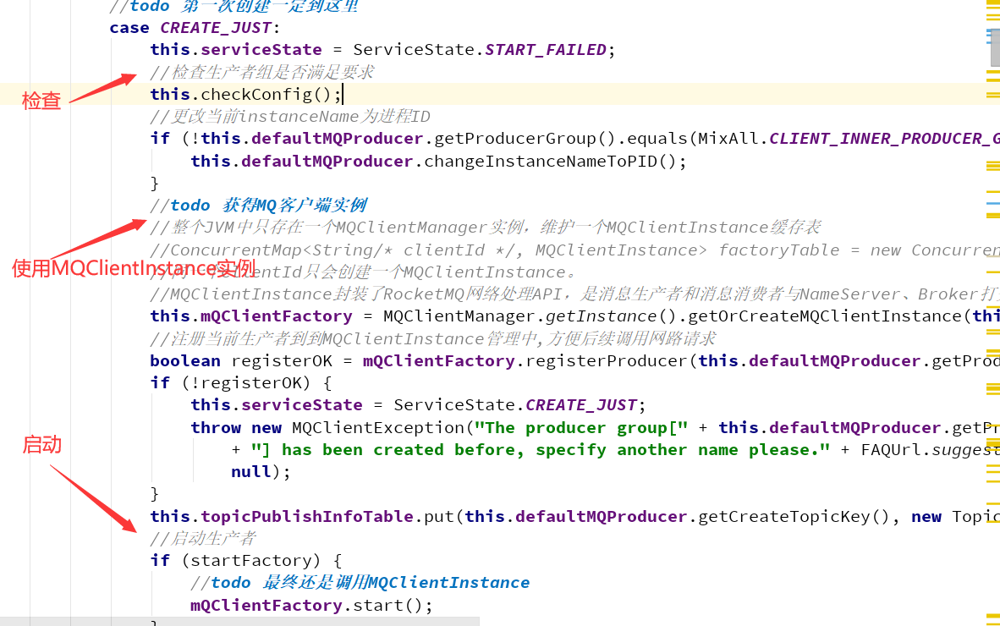 //todo 第一次创建一定到这里
case CREATE_JUST:
this.serviceState = ServiceState.START_FAILED;
//检查生产者组是否满足要求
检查
this.checkConfig();
//更改当前instanceName为进程ID
if (!this.defaultMQProducer.getProducerGroup().equals(MixAll.CLIENT_INNER_PRODUCER_G
this.defaultMQProducer.changeInstanceNameToPID();
}
//todo 获得MQ客户端实例
//整个JVM中只存在一个MQClientManager实例，维护一个MQClientInstance缓存表
//ConcurrentMap<String/* clientId */, MQClientInstance> factoryTable = new Concurren
使用MQClientInstance实例
clientId只会创建一个MQClientInstance。
//MQClientInstance封装了RocketMQ网络处理API，是消息生产者和消息消费者与NameServer、Broker打
this.mQClientFactory = MQClientManager.getInstance().getOrCreateMQClientInstance(thi
//注册当前生产者到到MQClientInstance管理中,方便后续调用网路请求
boolean registerOK = mQClientFactory.registerProducer(this.defaultMQProducer.getProd
if (!registerOK) {
this.serviceState = ServiceState.CREATE_JUST;
throw new MQClientException("The producer group[" + this.defaultMQProducer.getPr
启动
+ "] has been created before, specify another name please." + FAQUrl.suggest
null);
}
this.topicPublishInfoTable.put(this.defaultMQProducer.getCreateTopicKey(), new Topic
//启动生产者
if (startFactory) {
//todo 最终还是调用MQClientInstance
mQClientFactory.start();